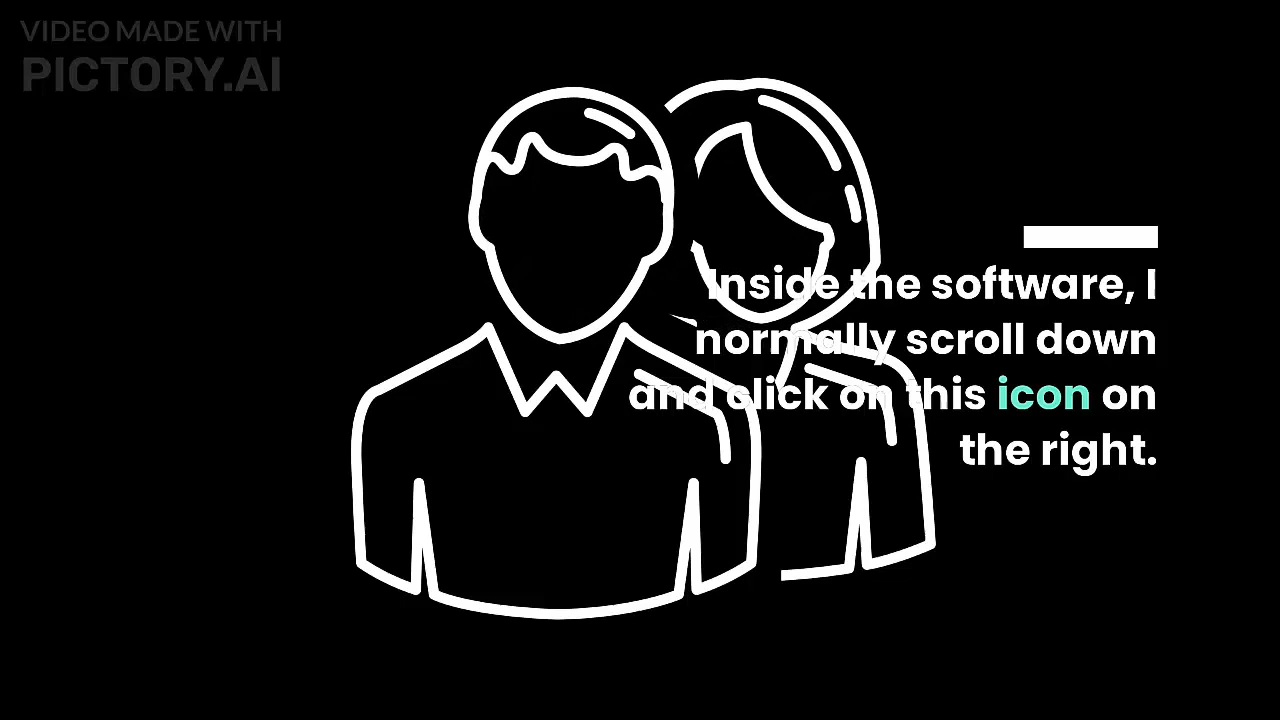 VIDEO MADE WITH
PICTORY.AI
Inside the software, I
normally scroll down
and click on this icon on
the right.